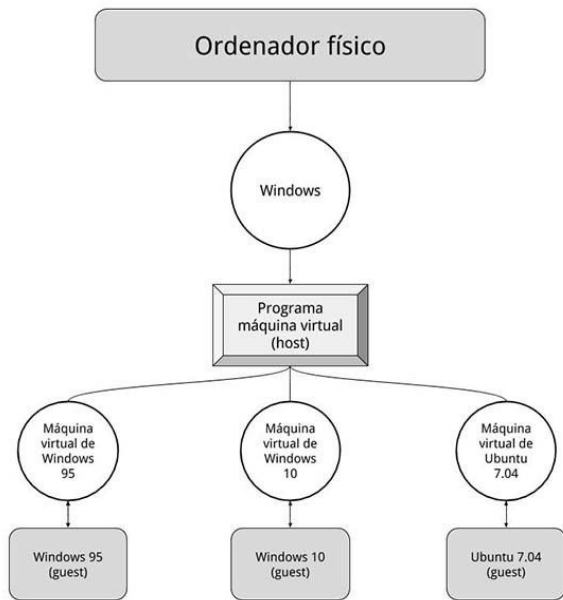 Ordenador físico
Windows
Programa
máquina virtual
(host)
Máquina
virtual de
Windows
95
Máquina
virtual de
Windows
10
Máquina
virtual de
Ubuntu
7.04
Windows 95
(guest)
Windows 10
(guest)
Ubuntu 7.04
(guest)